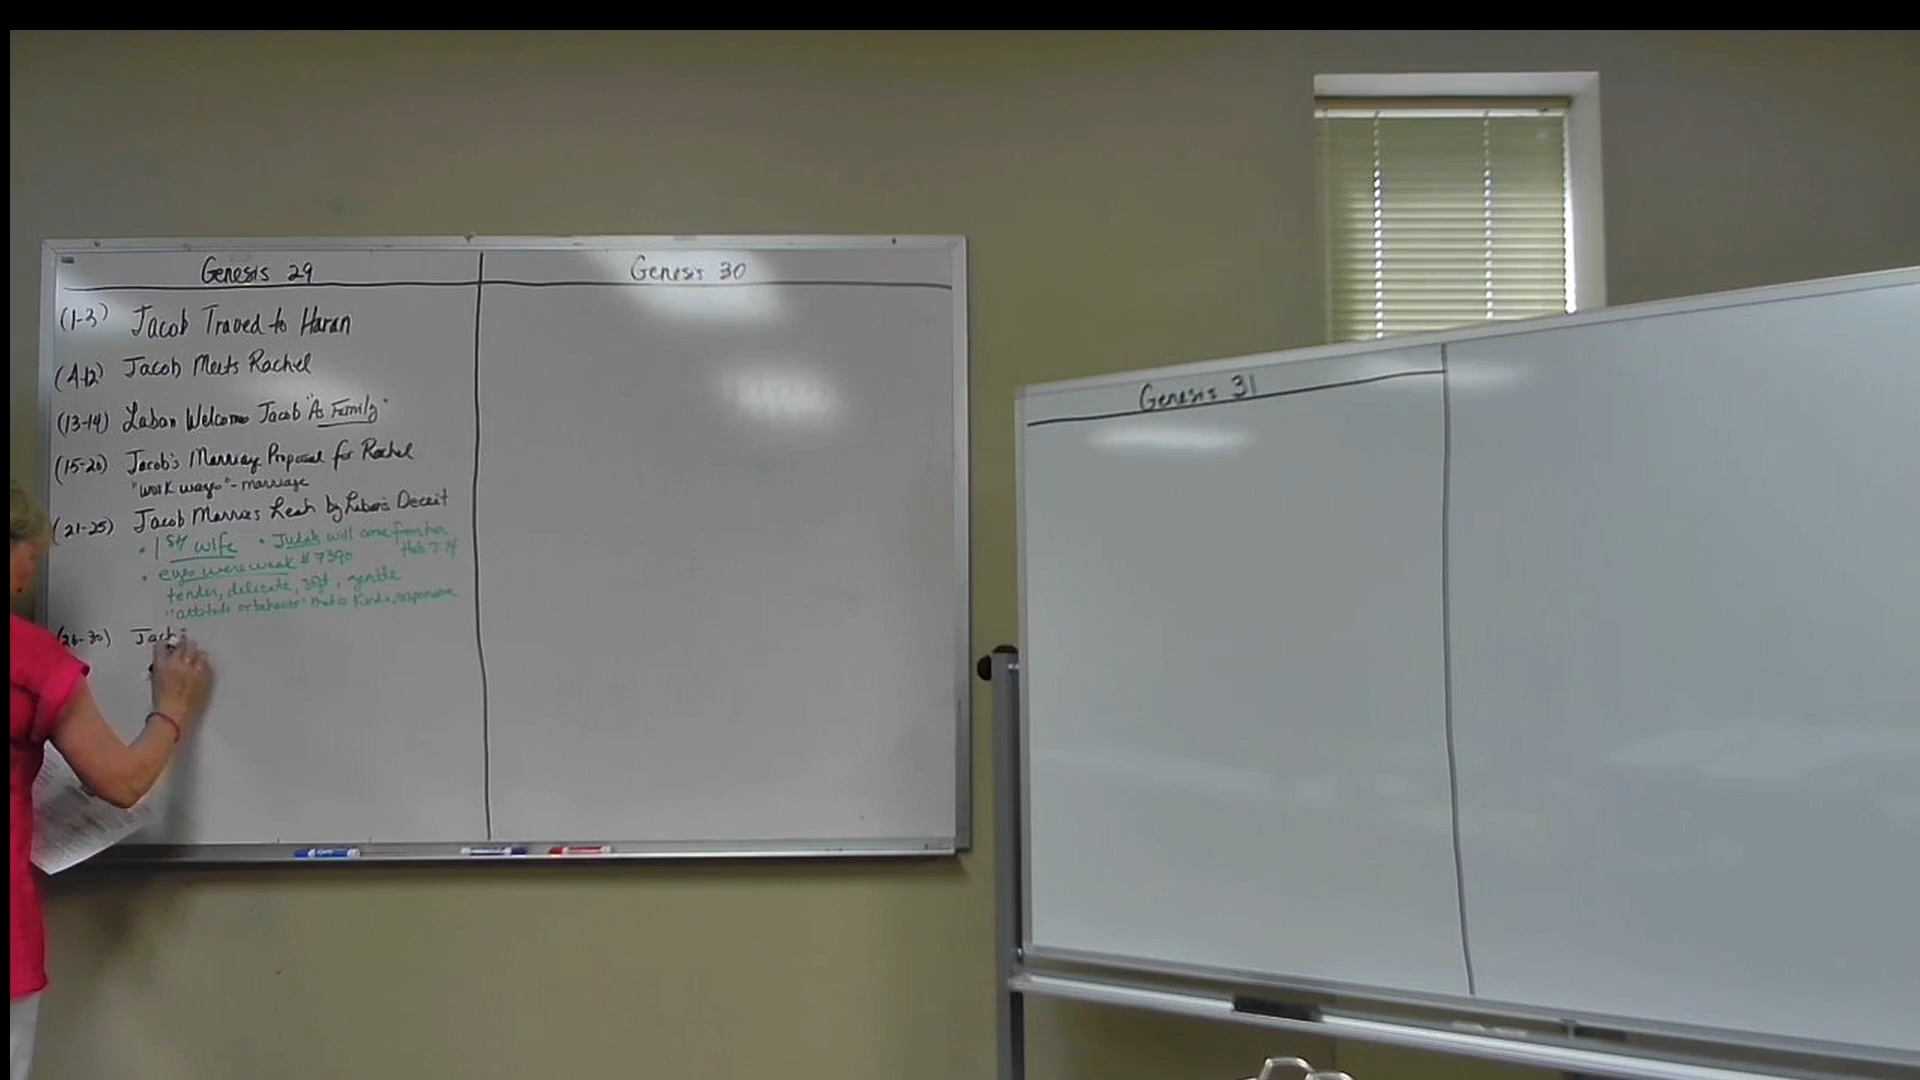 Genesis 29
(1-3) Jacob Traved to Haran
(4-12) Jacob Meets Rachel
(13-14) Laban Welcomes Jacob "As Family"
(15-20) Jacob's Marriage Proposal for Rachel
"work wages" - marriage
(21-25) Jacob Marries Leah by Laban's Deceit
• 1st wife • Judah will come from her
Heb 7:14
• eyes were weak #7390
tender, delicate, soft, gentle
"attitude or behavior" that is kind & responsive
(26-30) Jac
Genesis 30
Genesis 31